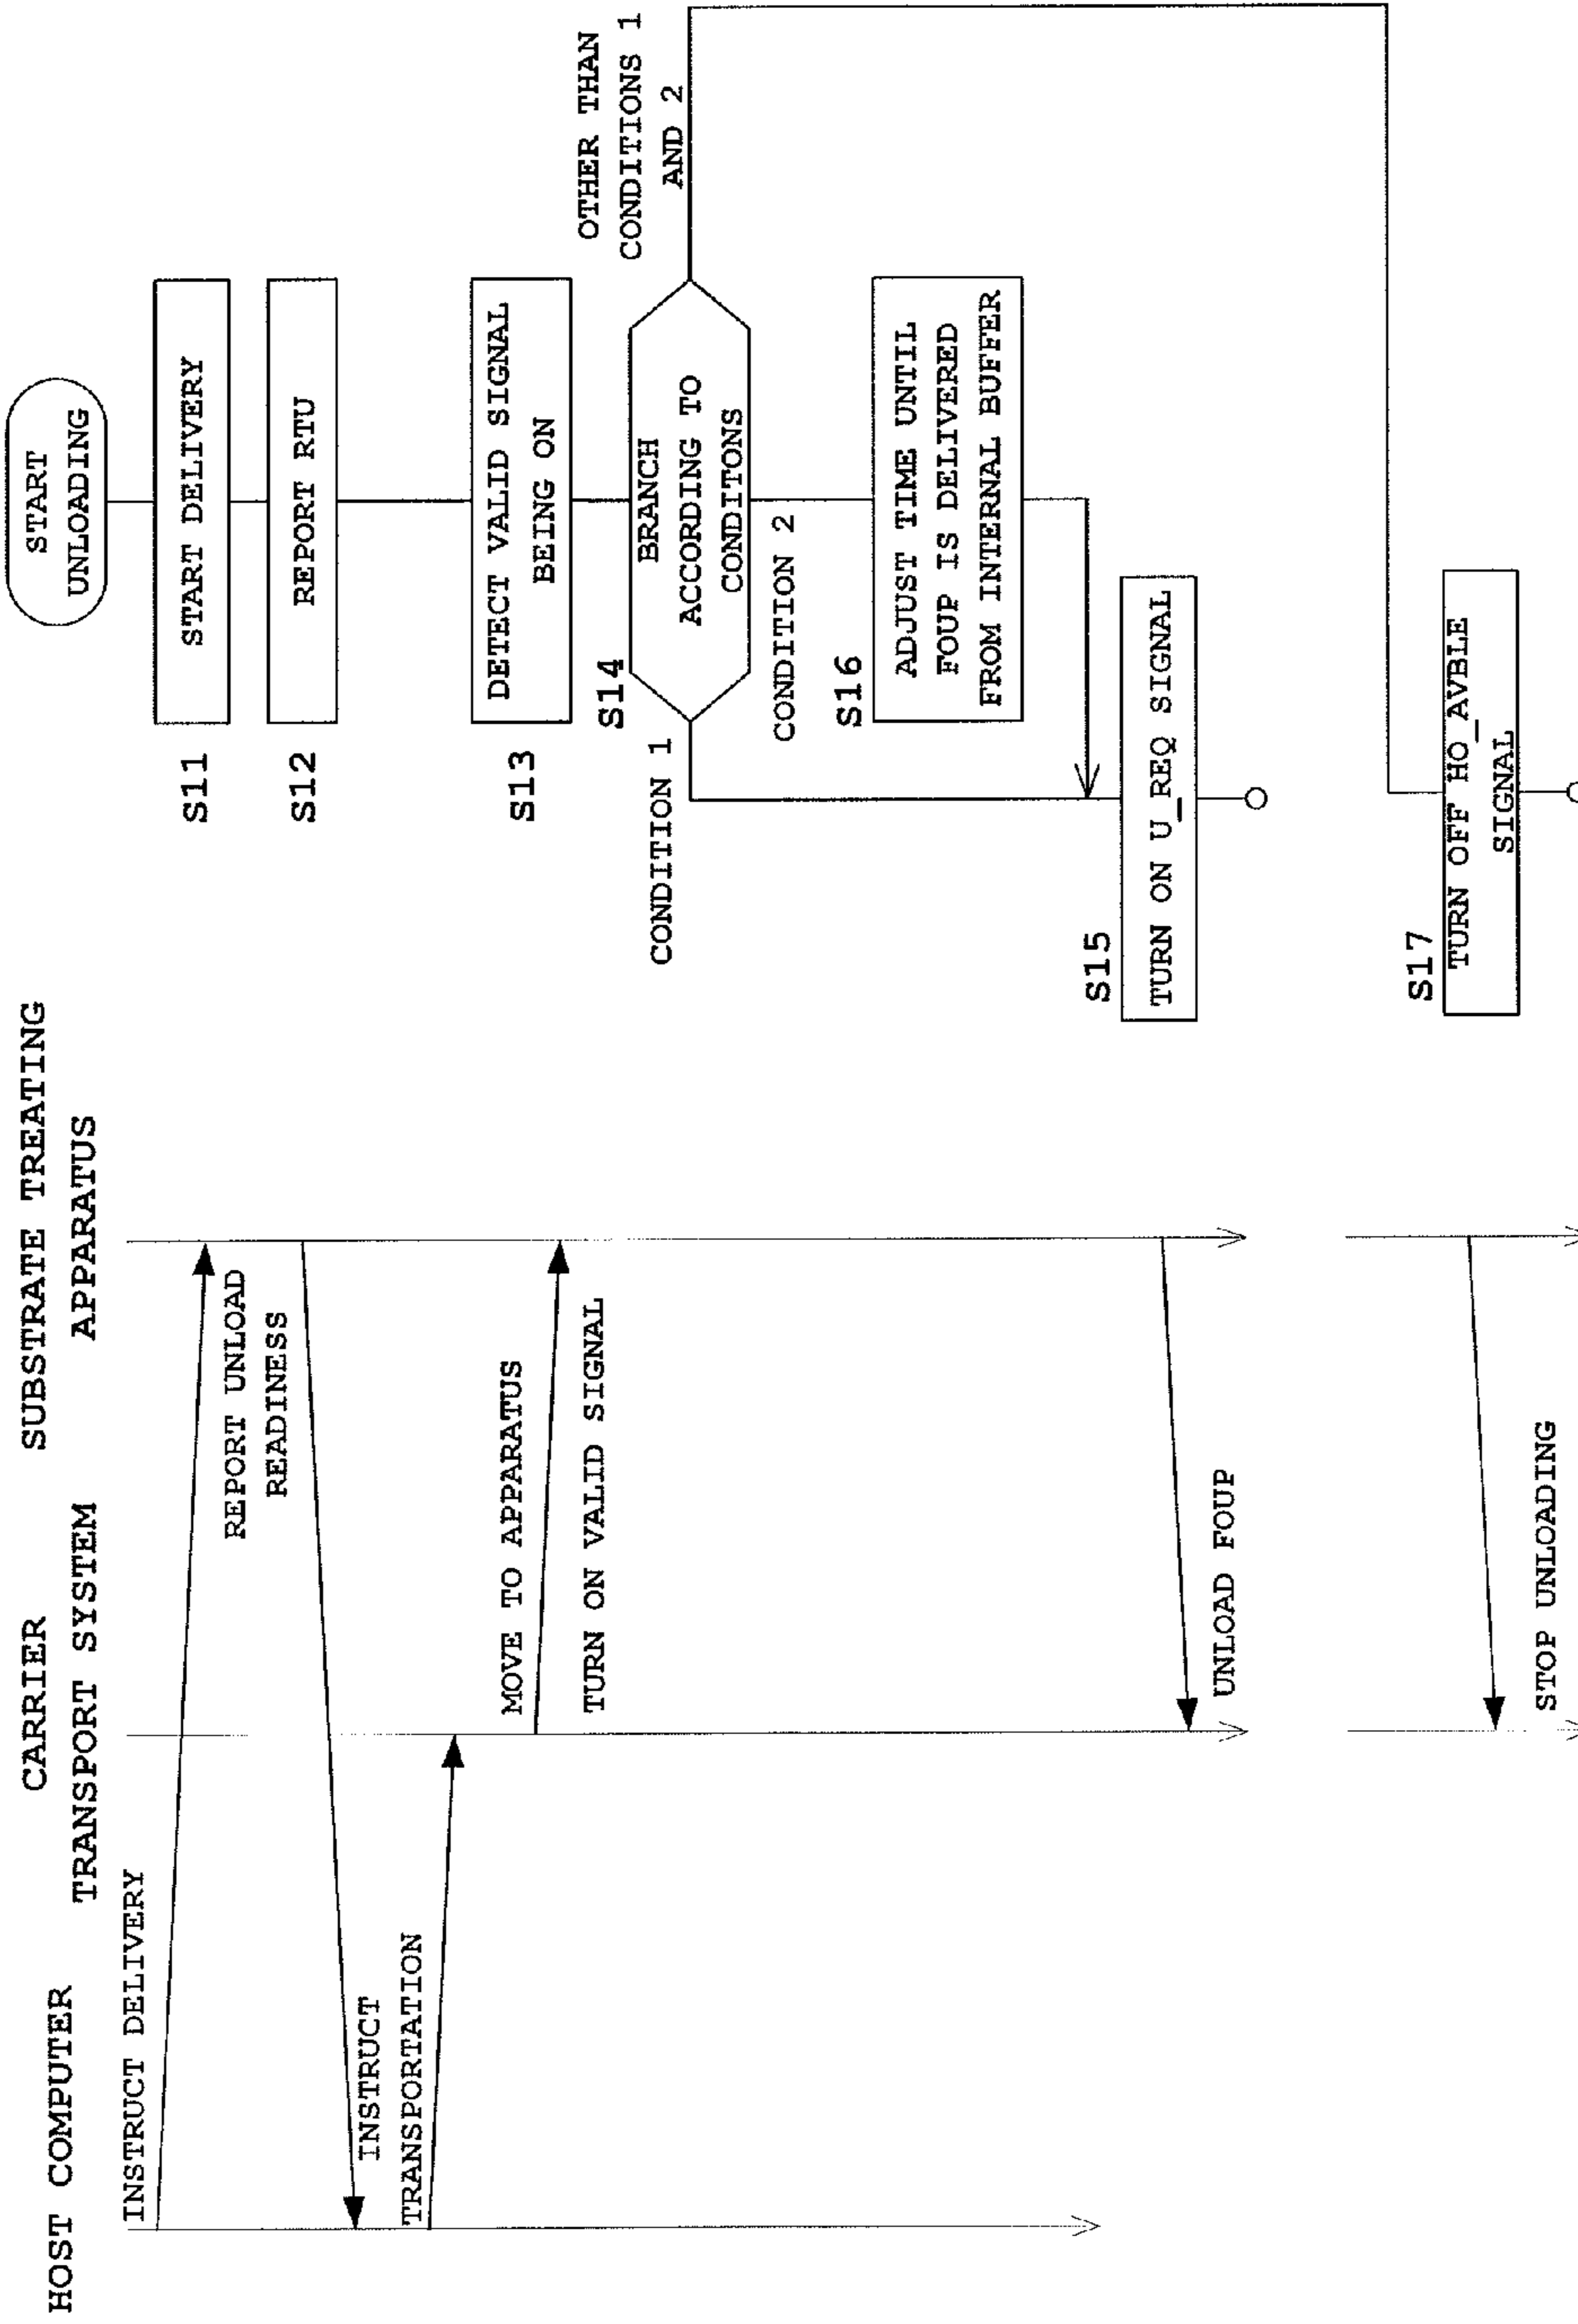 HOST COMPUTER
CARRIER
TRANSPORT SYSTEM
SUBSTRATE TREATING
APPARATUS
INSTRUCT DELIVERY
REPORT UNLOAD
READINESS
INSTRUCT
TRANSPORTATION
MOVE TO APPARATUS
TURN ON VALID SIGNAL
UNLOAD FOUP
STOP UNLOADING
START
UNLOADING
S11
START DELIVERY
S12
REPORT RTU
S13
DETECT VALID SIGNAL
BEING ON
S14
BRANCH
ACCORDING TO
CONDITONS
CONDITION 1
CONDITION 2
OTHER THAN
CONDITIONS 1
AND 2
S16
ADJUST TIME UNTIL
FOUP IS DELIVERED
FROM INTERNAL BUFFER
S15
TURN ON U_REQ SIGNAL
S17
TURN OFF HO_AVBLE
SIGNAL